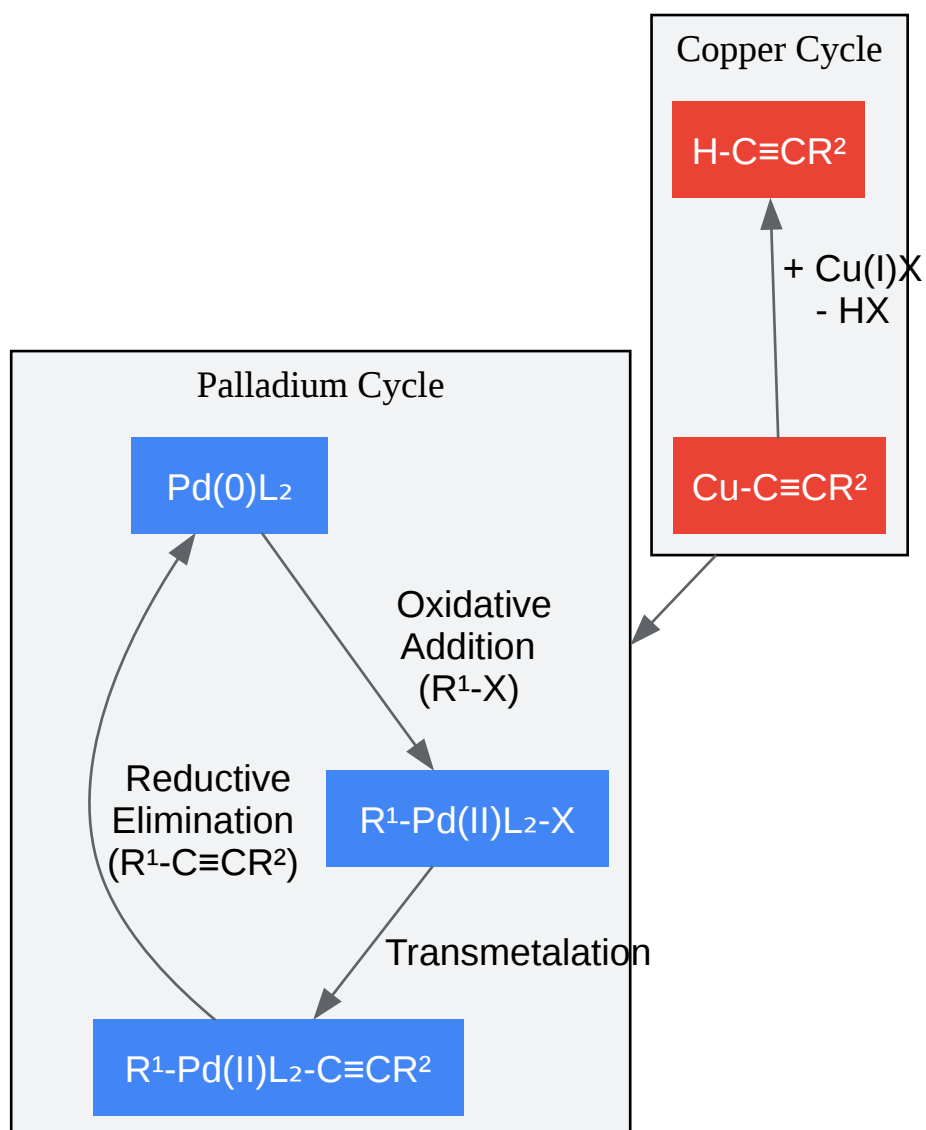 Copper Cycle
H-C≡CR²
+ Cu(I)X
- HX
Cu-C≡CR²
Palladium Cycle
Pd(0)L₂
Oxidative
Addition
(R¹-X)
R¹-Pd(II)L₂-X
Reductive
Elimination
(R¹-C≡CR²)
Transmetalation
R¹-Pd(II)L₂-C≡CR²